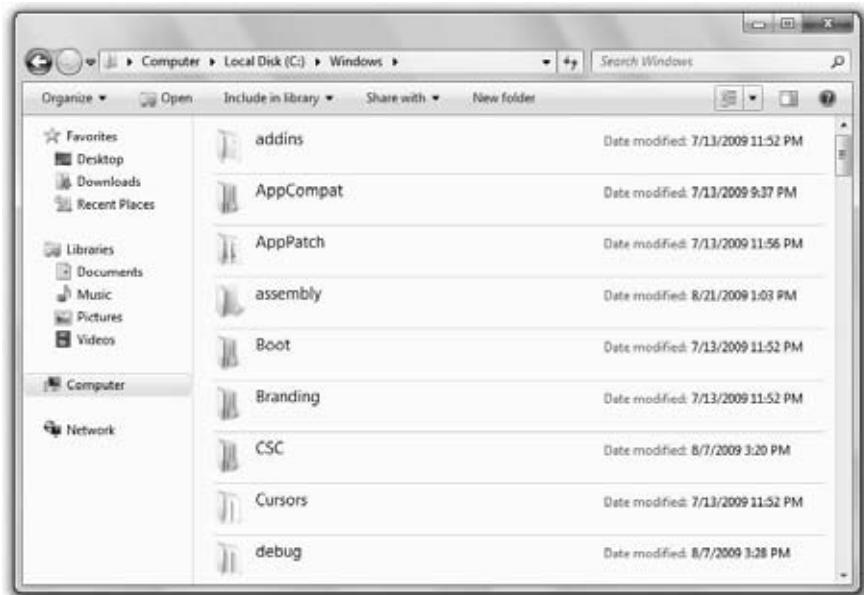 Computer ▸ Local Disk (C:) ▸ Windows ▸
Search Windows
Organize ▾ Open Include in library ▾ Share with ▾ New folder
Favorites
Desktop
Downloads
Recent Places
Libraries
Documents
Music
Pictures
Videos
Computer
Network
addins Date modified: 7/13/2009 11:52 PM
AppCompat Date modified: 7/13/2009 9:37 PM
AppPatch Date modified: 7/13/2009 11:56 PM
assembly Date modified: 8/21/2009 1:03 PM
Boot Date modified: 7/13/2009 11:52 PM
Branding Date modified: 7/13/2009 11:52 PM
CSC Date modified: 8/7/2009 3:20 PM
Cursors Date modified: 7/13/2009 11:52 PM
debug Date modified: 8/7/2009 3:28 PM